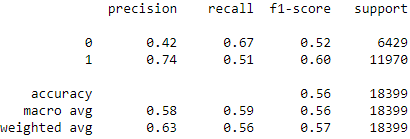 precision recall f1-score support
0 0.42 0.67 0.52 6429
1 0.74 0.51 0.60 11970
accuracy 0.56 18399
macro avg 0.58 0.59 0.56 18399
weighted avg 0.63 0.56 0.57 18399